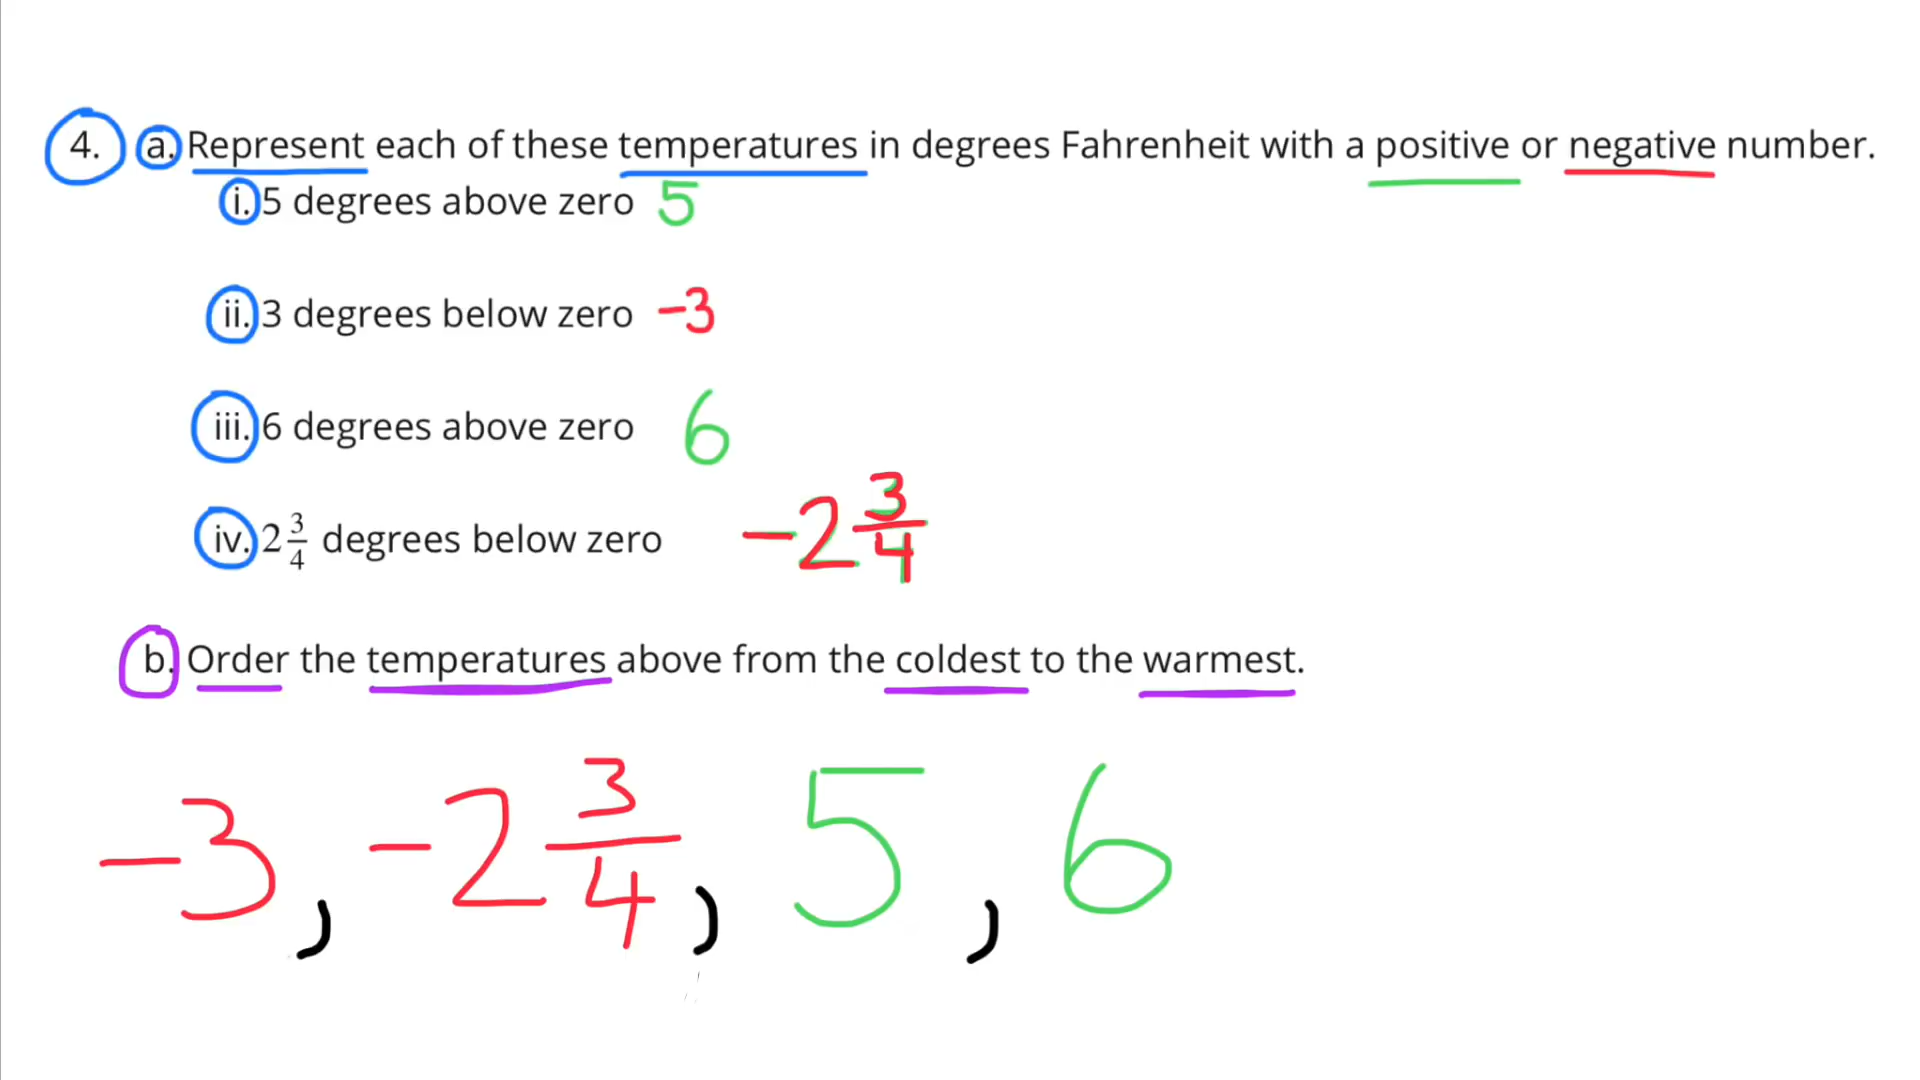 4. a. Represent each of these temperatures in degrees Fahrenheit with a positive or negative number.
i. 5 degrees above zero 5
ii. 3 degrees below zero -3
iii. 6 degrees above zero 6
iv. 2 3/4 degrees below zero -2 3/4
b. Order the temperatures above from the coldest to the warmest.
-3, -2 3/4, 5, 6